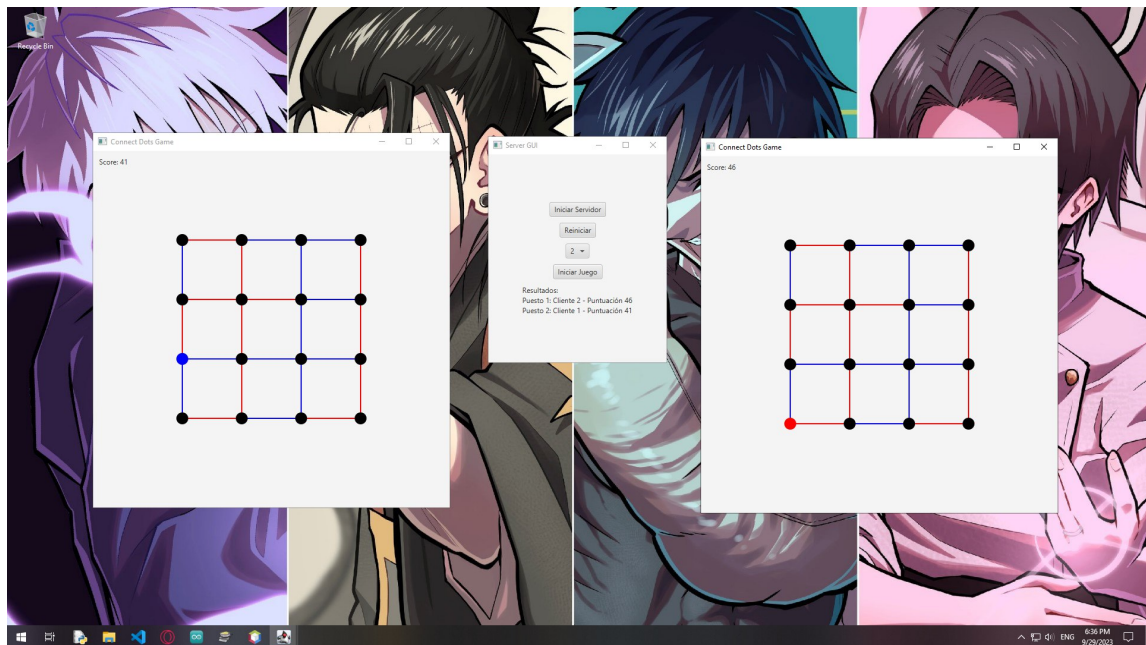 Recycle Bin
Connect Dots Game
Score: 41
Server GUI
Iniciar Servidor
Reiniciar
2
Iniciar Juego
Resultados:
Puesto 1: Cliente 2 - Puntuación 46
Puesto 2: Cliente 1 - Puntuación 41
Connect Dots Game
Score: 46
ENG
6:36 PM
9/29/2023